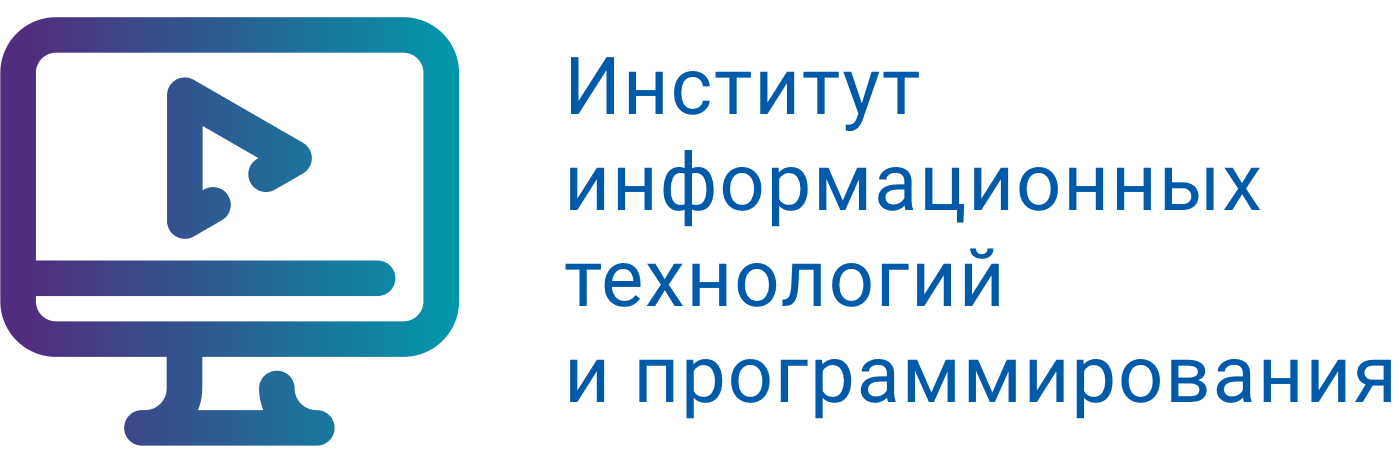 Институт
информационных
технологий
и программирования